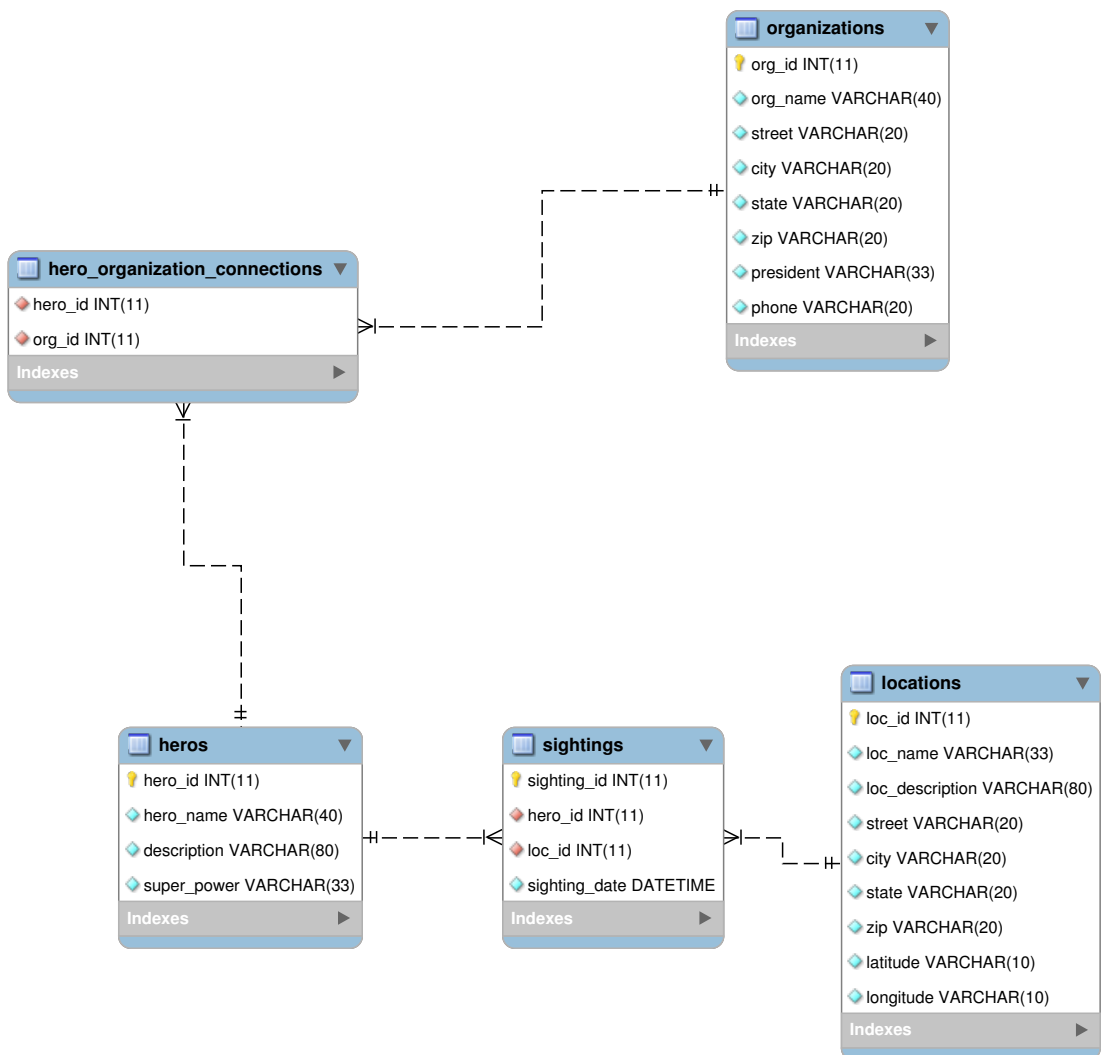 organizations
org_id INT(11)
org_name VARCHAR(40)
street VARCHAR(20)
city VARCHAR(20)
state VARCHAR(20)
zip VARCHAR(20)
president VARCHAR(33)
phone VARCHAR(20)
Indexes
hero_organization_connections
hero_id INT(11)
org_id INT(11)
Indexes
heros
hero_id INT(11)
hero_name VARCHAR(40)
description VARCHAR(80)
super_power VARCHAR(33)
Indexes
sightings
sighting_id INT(11)
hero_id INT(11)
loc_id INT(11)
sighting_date DATETIME
Indexes
locations
loc_id INT(11)
loc_name VARCHAR(33)
loc_description VARCHAR(80)
street VARCHAR(20)
city VARCHAR(20)
state VARCHAR(20)
zip VARCHAR(20)
latitude VARCHAR(10)
longitude VARCHAR(10)
Indexes